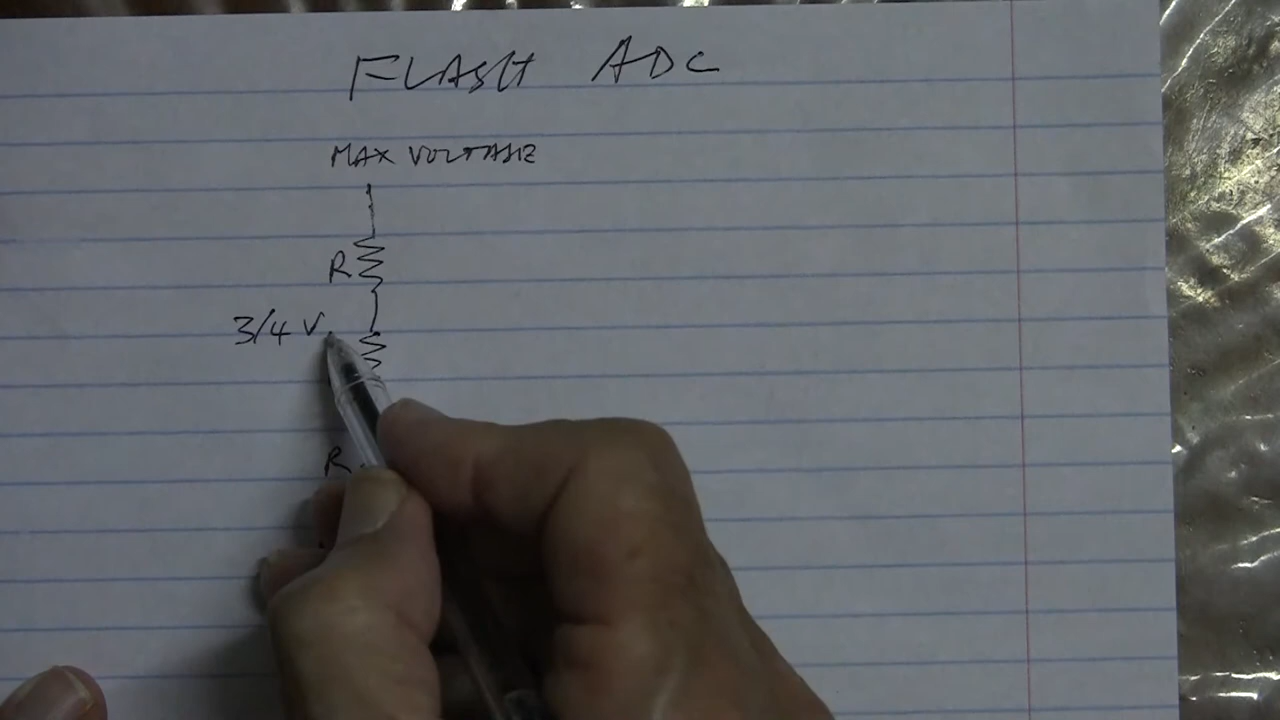 FLASH ADC
MAX VOLTAGE
R
3/4 V
R